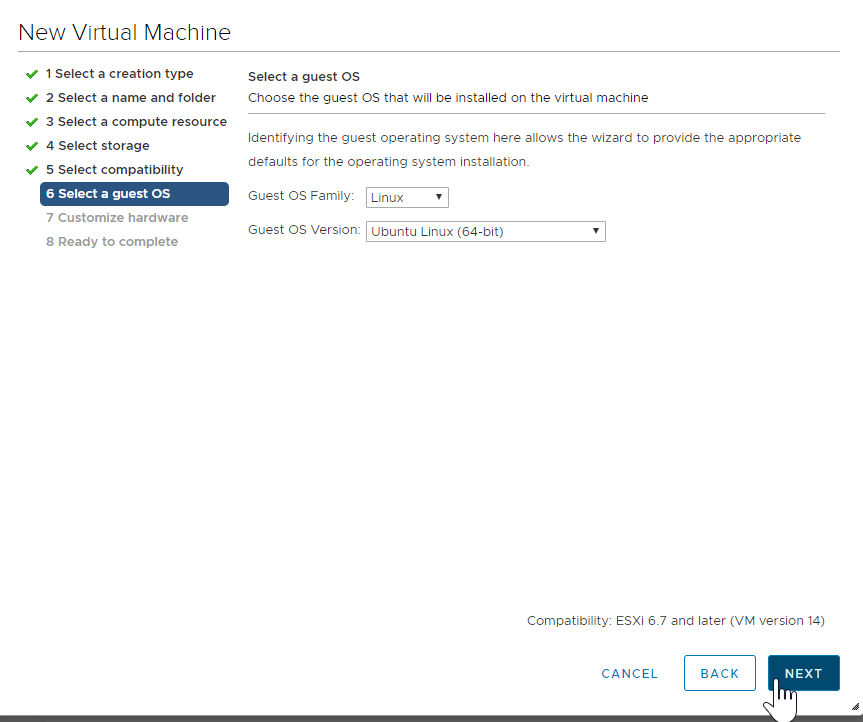 New Virtual Machine
1 Select a creation type
2 Select a name and folder
3 Select a compute resource
4 Select storage
5 Select compatibility
6 Select a guest OS
7 Customize hardware
8 Ready to complete
Select a guest OS
Choose the guest OS that will be installed on the virtual machine
Identifying the guest operating system here allows the wizard to provide the appropriate
defaults for the operating system installation.
Guest OS Family: Linux
Guest OS Version: Ubuntu Linux (64-bit)
Compatibility: ESXi 6.7 and later (VM version 14)
CANCEL BACK NEXT